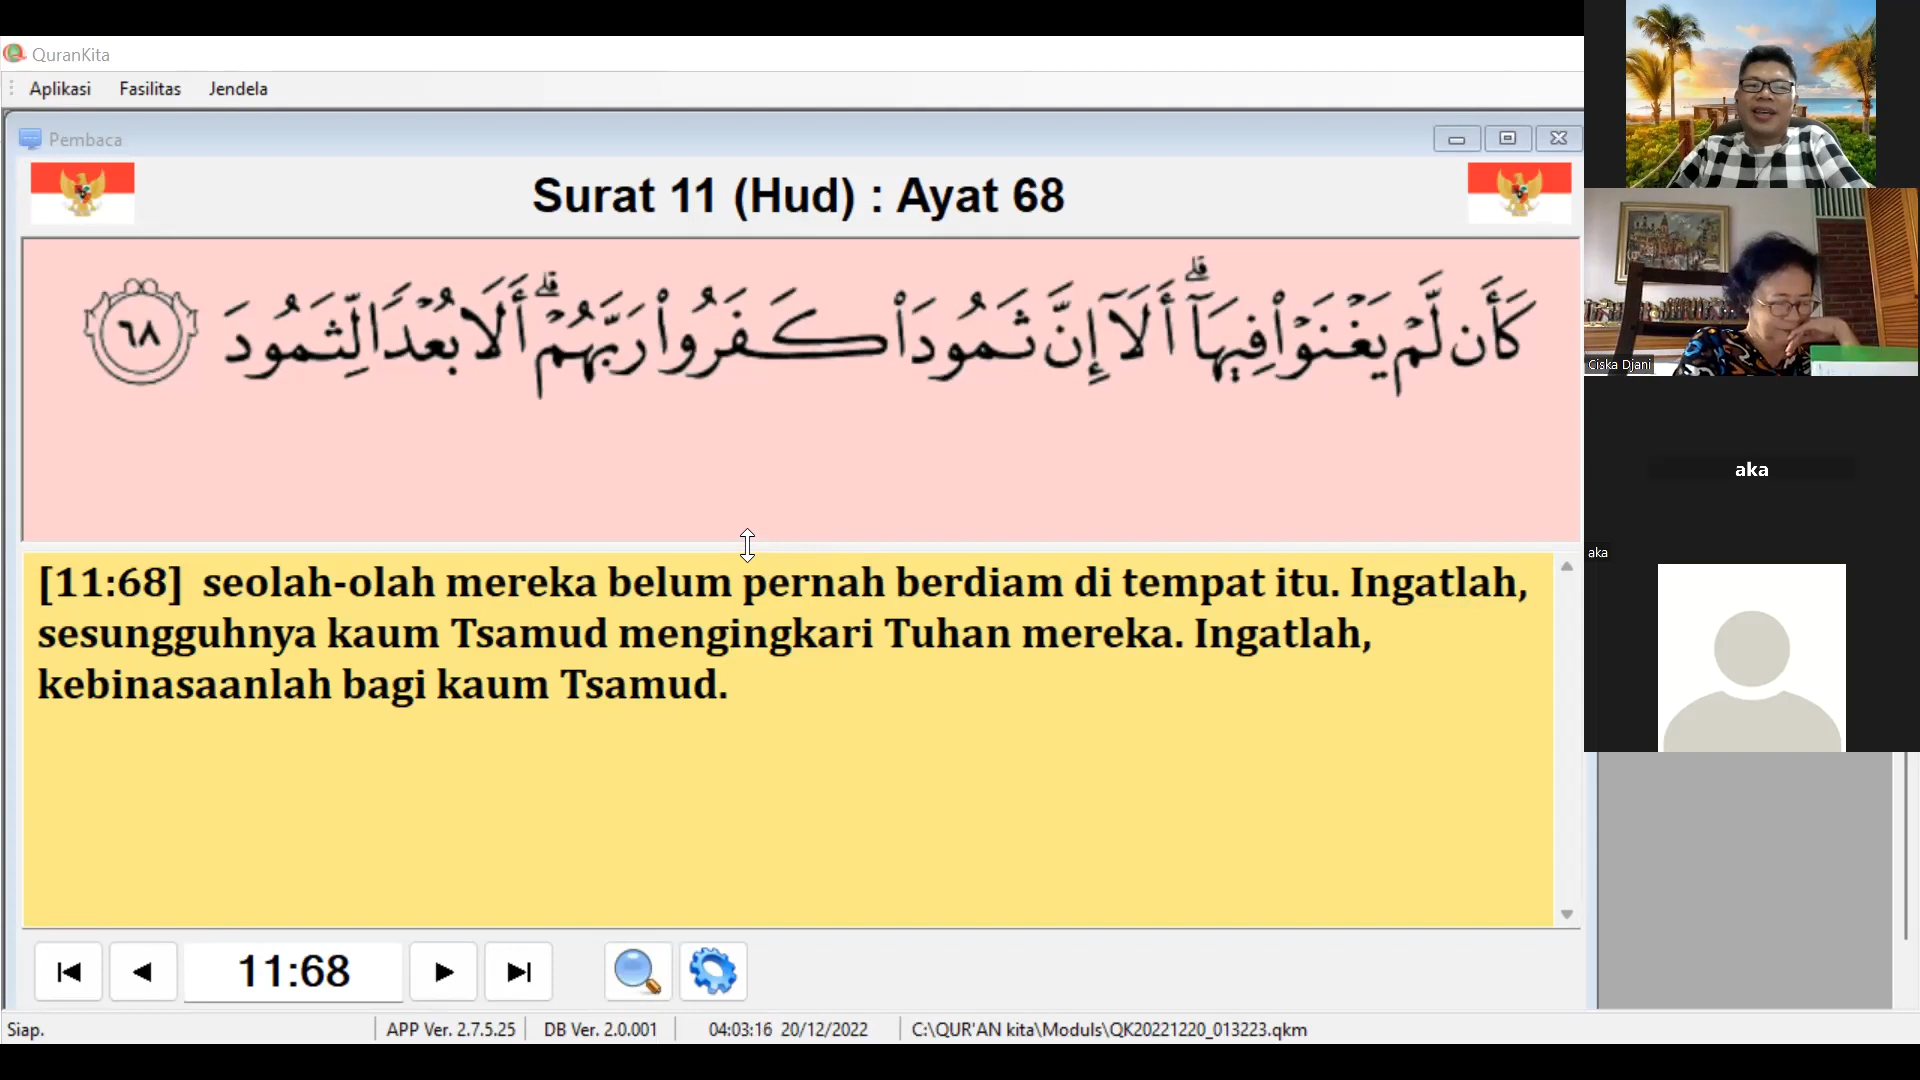 QuranKita
Aplikasi Fasilitas Jendela
Pembaca
Surat 11 (Hud) : Ayat 68
كَأَن لَّمْ يَغْنَوْا۟ فِيهَآ ۗ أَلَآ إِنَّ ثَمُودَا۟ كَفَرُوا۟ رَبَّهُمْ ۗ أَلَا بُعْدًا لِّثَمُودَ ٦٨
[11:68] seolah-olah mereka belum pernah berdiam di tempat itu. Ingatlah,
sesungguhnya kaum Tsamud mengingkari Tuhan mereka. Ingatlah,
kebinasaanlah bagi kaum Tsamud.
11:68
Siap. APP Ver. 2.7.5.25 DB Ver. 2.0.001 04:03:16 20/12/2022 C:\QUR'AN kita\Moduls\QK20221220_013223.qkm
Ciska Djani
aka
aka